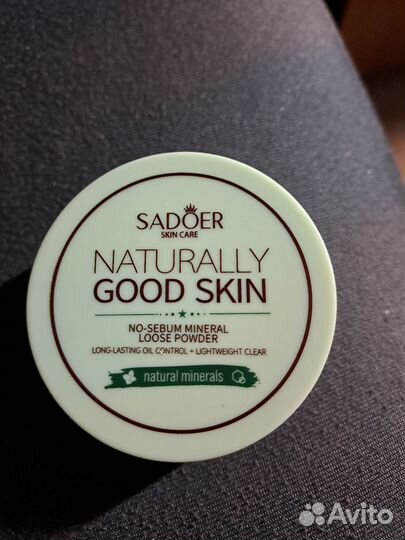 SADOER
SKIN CARE
NATURALLY
GOOD SKIN
NO-SEBUM MINERAL
LOOSE POWDER
LONG-LASTING OIL CONTROL + LIGHTWEIGHT CLEAR
natural minerals
Avito